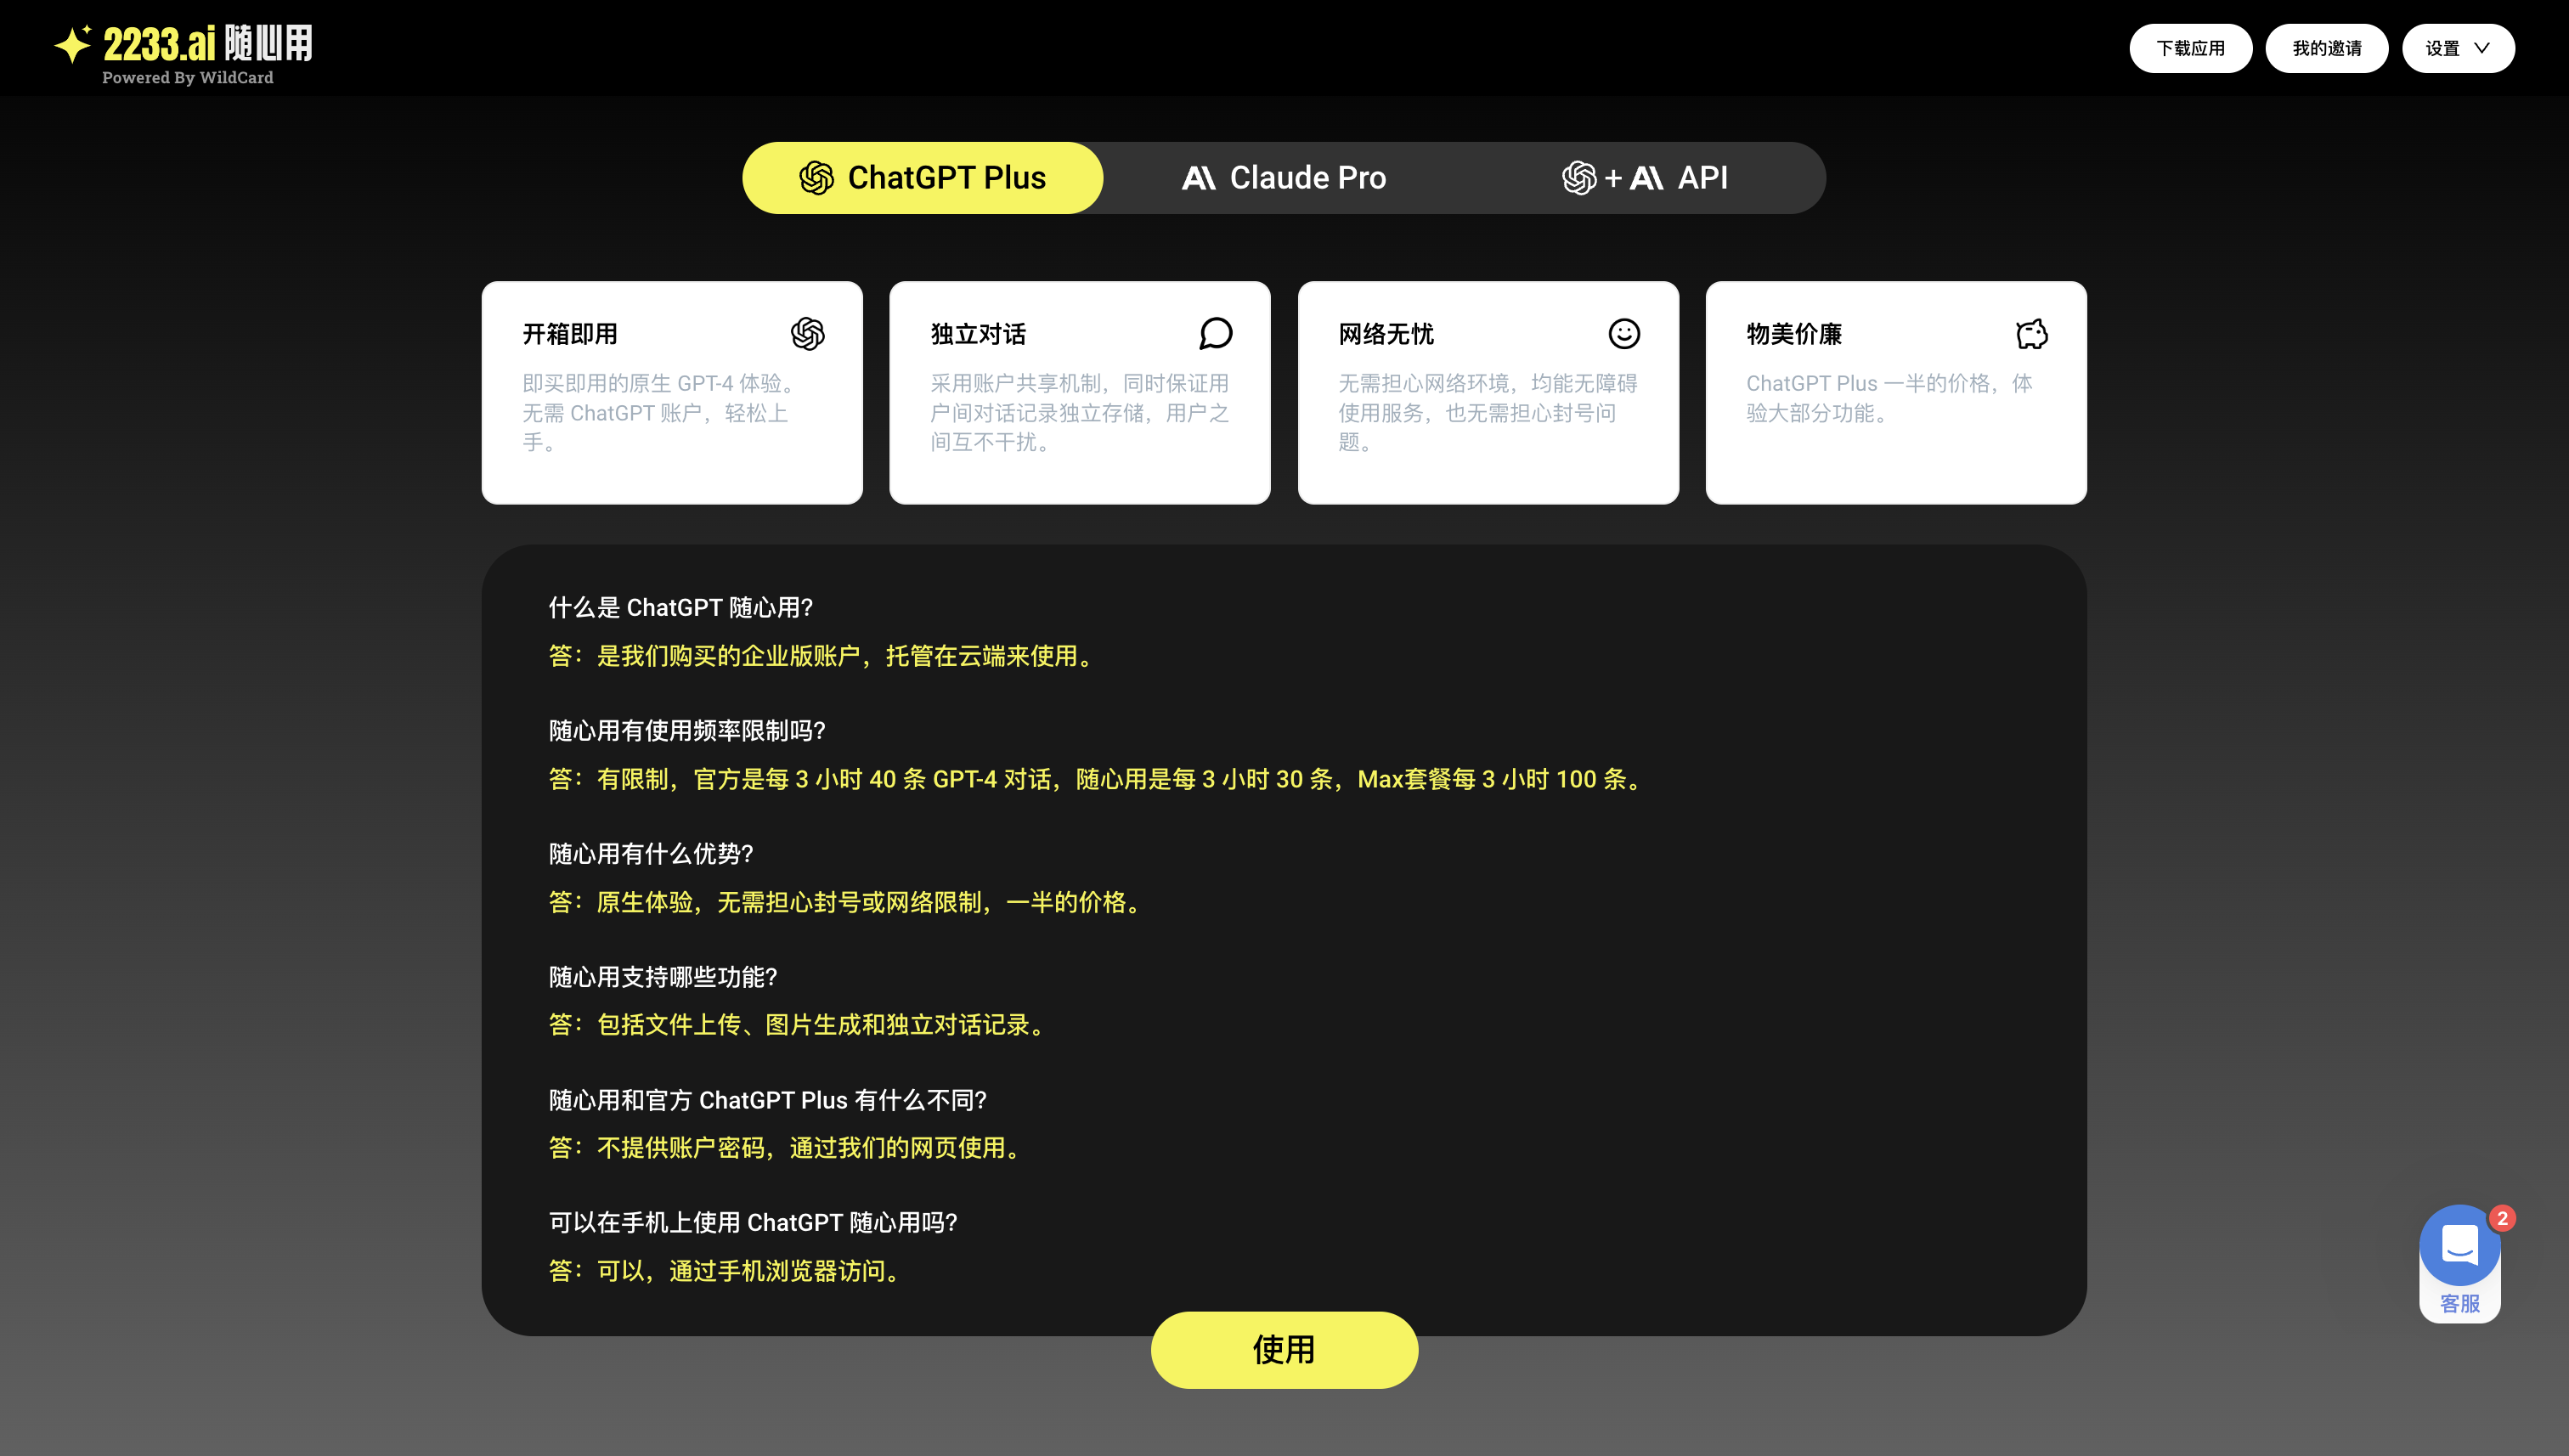 2233.ai 随心用
Powered By WildCard
下载应用
我的邀请
设置
ChatGPT Plus
Claude Pro
+ API
开箱即用
即买即用的原生 GPT-4 体验。
无需 ChatGPT 账户，轻松上
手。
独立对话
采用账户共享机制，同时保证用
户间对话记录独立存储，用户之
间互不干扰。
网络无忧
无需担心网络环境，均能无障碍
使用服务，也无需担心封号问
题。
物美价廉
ChatGPT Plus 一半的价格，体
验大部分功能。
什么是 ChatGPT 随心用?
答：是我们购买的企业版账户，托管在云端来使用。
随心用有使用频率限制吗?
答：有限制，官方是每 3 小时 40 条 GPT-4 对话，随心用是每 3 小时 30 条，Max套餐每 3 小时 100 条。
随心用有什么优势?
答：原生体验，无需担心封号或网络限制，一半的价格。
随心用支持哪些功能?
答：包括文件上传、图片生成和独立对话记录。
随心用和官方 ChatGPT Plus 有什么不同?
答：不提供账户密码，通过我们的网页使用。
可以在手机上使用 ChatGPT 随心用吗?
答：可以，通过手机浏览器访问。
使用
2
客服